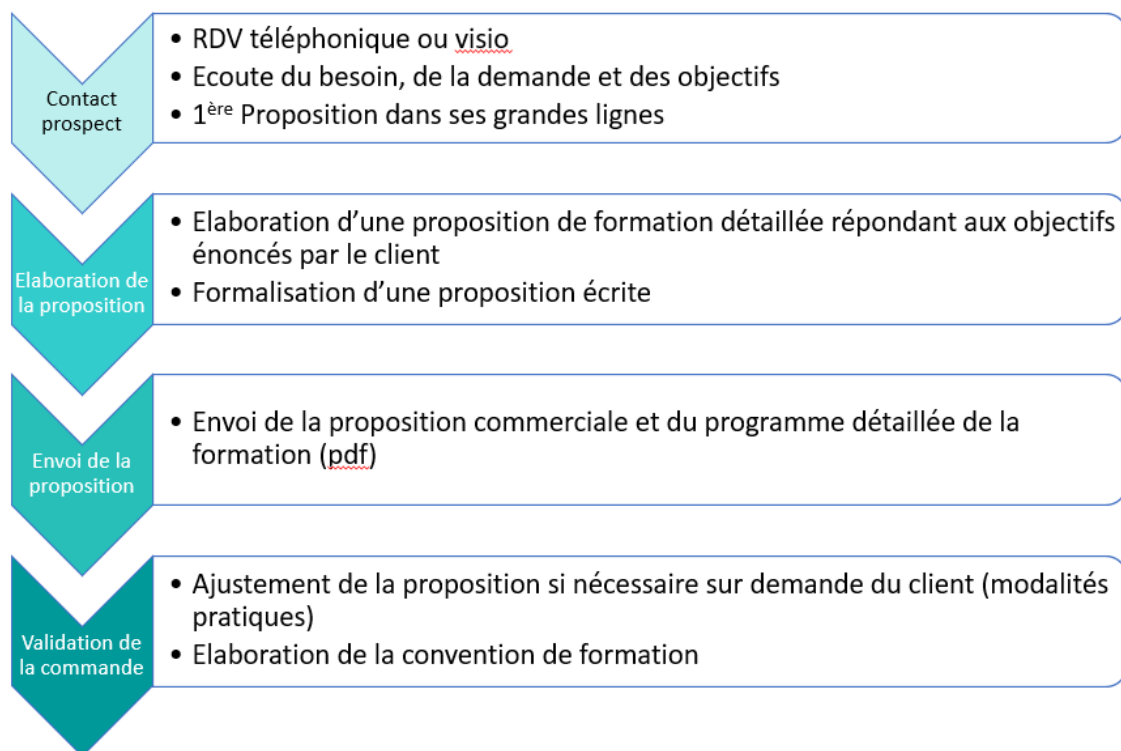 Contact
prospect
• RDV téléphonique ou visio
• Ecoute du besoin, de la demande et des objectifs
• 1ère Proposition dans ses grandes lignes
Elaboration de
la proposition
• Elaboration d’une proposition de formation détaillée répondant aux objectifs
énoncés par le client
• Formalisation d’une proposition écrite
Envoi de la
proposition
• Envoi de la proposition commerciale et du programme détaillée de la
formation (pdf)
Validation de
la commande
• Ajustement de la proposition si nécessaire sur demande du client (modalités
pratiques)
• Elaboration de la convention de formation